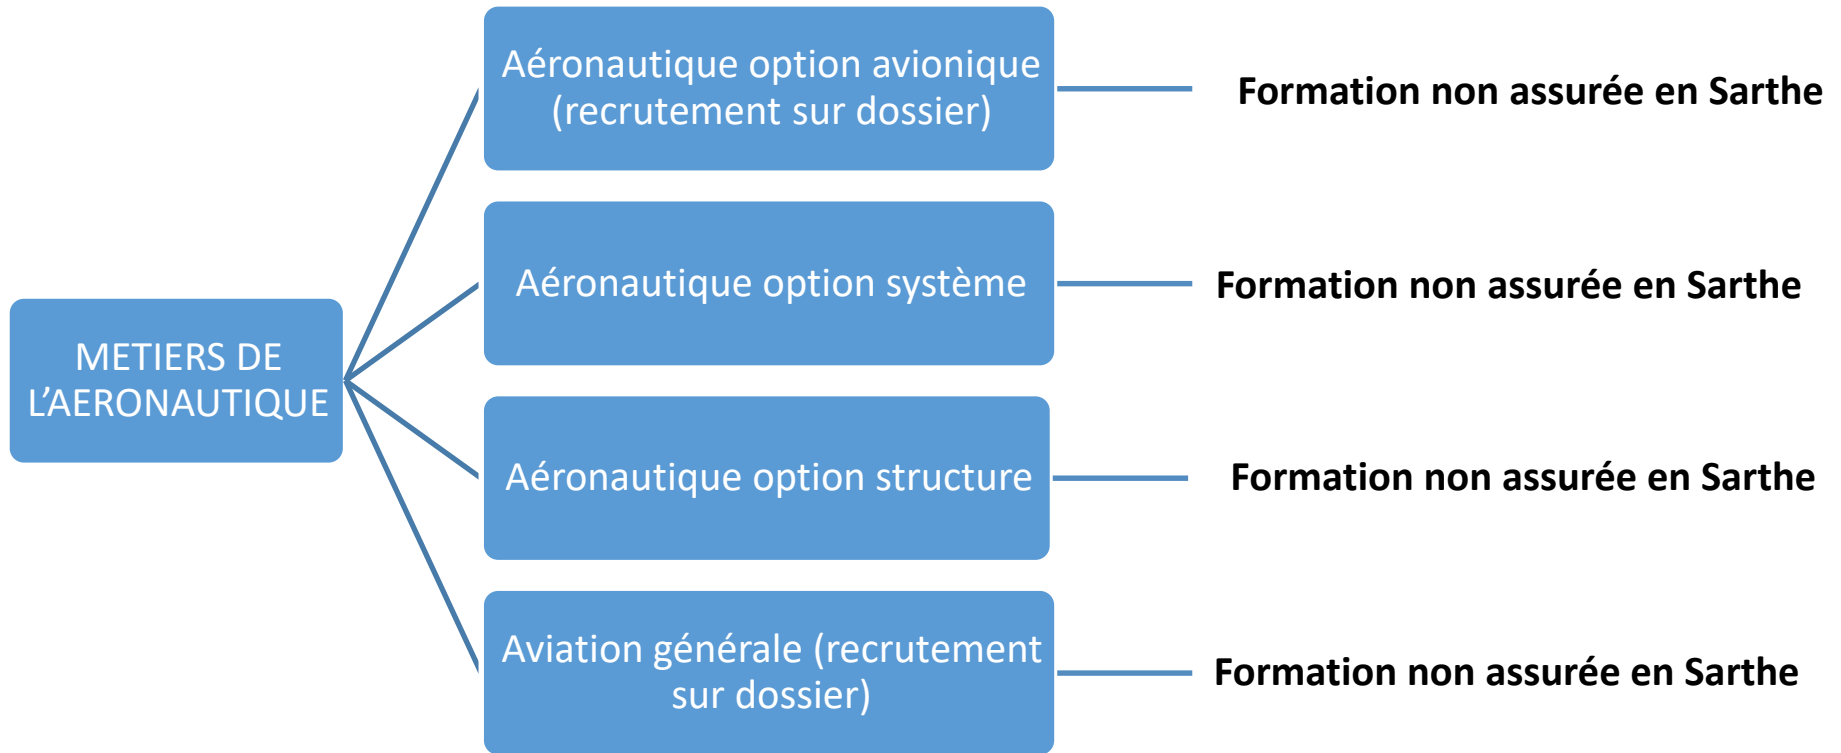 Aéronautique option avionique
(recrutement sur dossier)
Formation non assurée en Sarthe
Aéronautique option système
Formation non assurée en Sarthe
METIERS DE
L’AERONAUTIQUE
Aéronautique option structure
Formation non assurée en Sarthe
Aviation générale (recrutement
sur dossier)
Formation non assurée en Sarthe